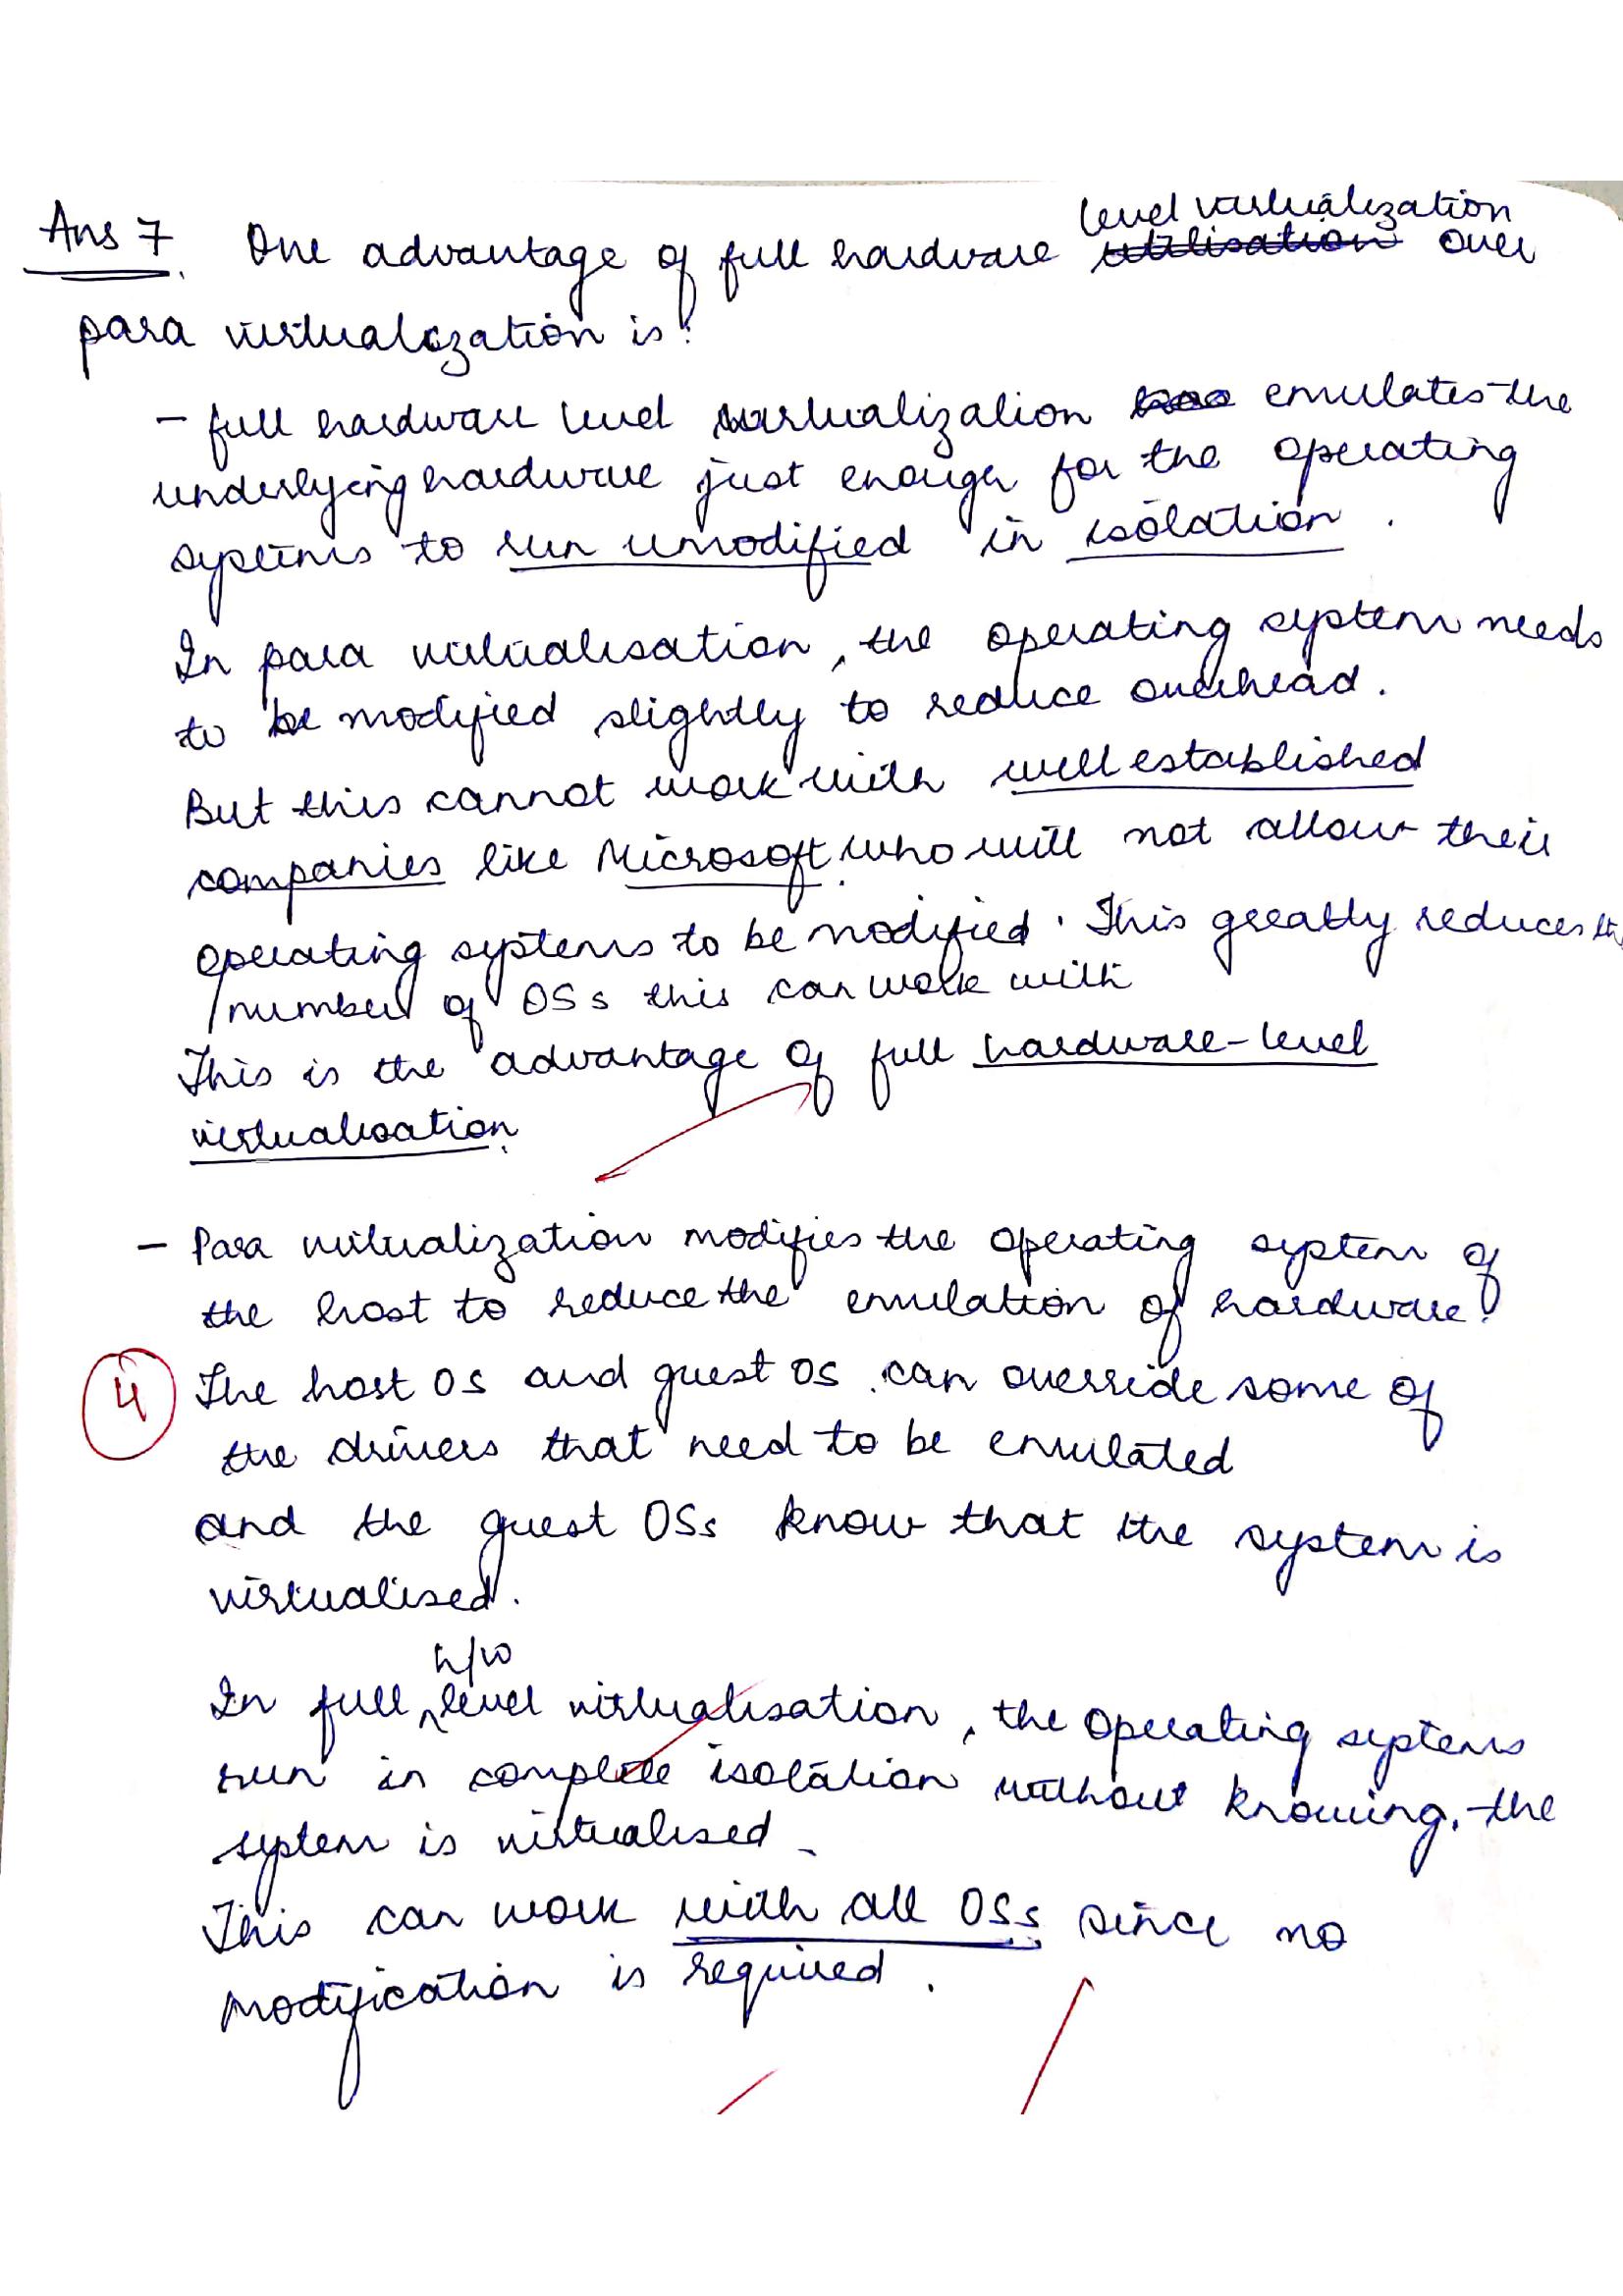 Ans 7. One advantage of full hardware level virtualization over
para virtualization is:
- full hardware level virtualization emulates the
underlying hardware just enough for the operating
systems to run unmodified in isolation.
In para virtualisation, the operating system needs
to be modified slightly to reduce overhead.
But this cannot work with well established
companies like Microsoft who will not allow their
operating systems to be modified. This greatly reduces the
number of OSs this can work with
This is the advantage of full hardware-level
virtualisation.
- Para virtualization modifies the operating system of
the host to reduce the emulation of hardware.
4 The host OS and guest OS can override some of
the drivers that need to be emulated
and the guest OSs know that the system is
virtualised.
In full h/w level virtualisation, the operating systems
run in complete isolation without knowing, the
system is virtualised.
This can work with all OSs since no
modification is required.